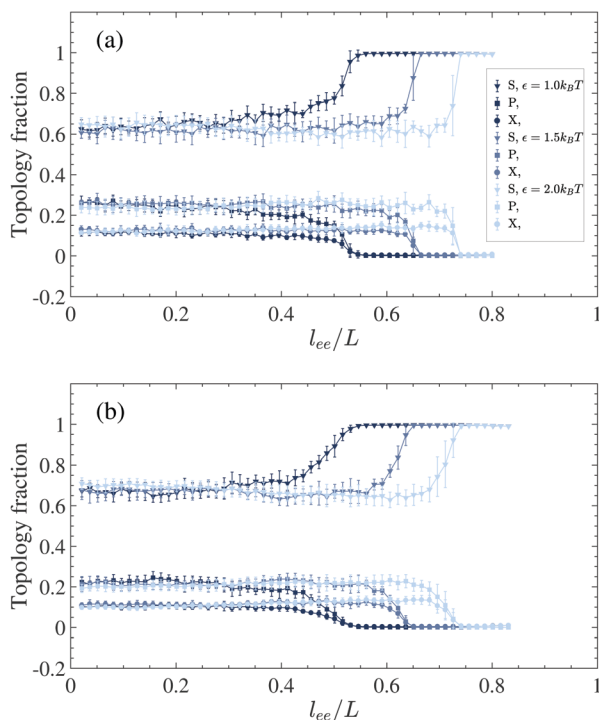 (a)
Topology fraction
1
0.8
0.6
0.4
0.2
0
-0.2
S, ϵ = 1.0k_BT
P,
X,
S, ϵ = 1.5k_BT
P,
X,
S, ϵ = 2.0k_BT
P,
X,
0 0.2 0.4 0.6 0.8 1
l_ee/L
(b)
Topology fraction
1
0.8
0.6
0.4
0.2
0
-0.2
0 0.2 0.4 0.6 0.8 1
l_ee/L